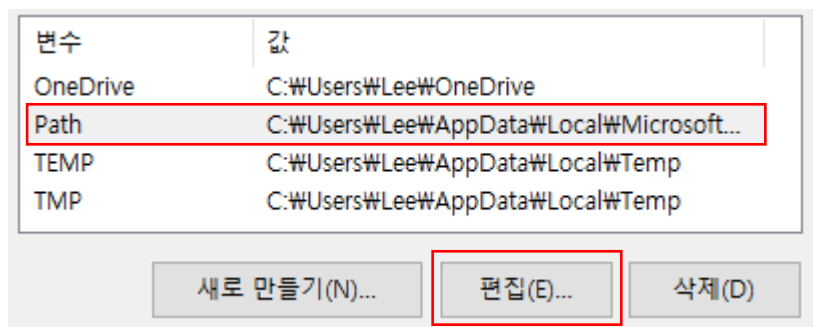 변수 값
OneDrive C:₩Users₩Lee₩OneDrive
Path C:₩Users₩Lee₩AppData₩Local₩Microsoft...
TEMP C:₩Users₩Lee₩AppData₩Local₩Temp
TMP C:₩Users₩Lee₩AppData₩Local₩Temp
새로 만들기(N)... 편집(E)... 삭제(D)